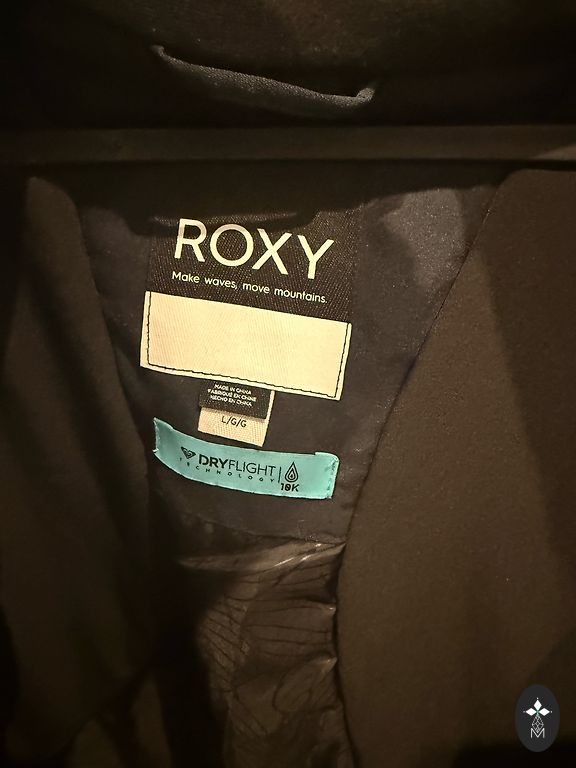 ROXY
Make waves, move mountains.
MADE IN CHINA
FABRIQUÉ EN CHINE
HECHO EN CHINA
L/G/G
DRYFLIGHT
TECHNOLOGY
10K
M